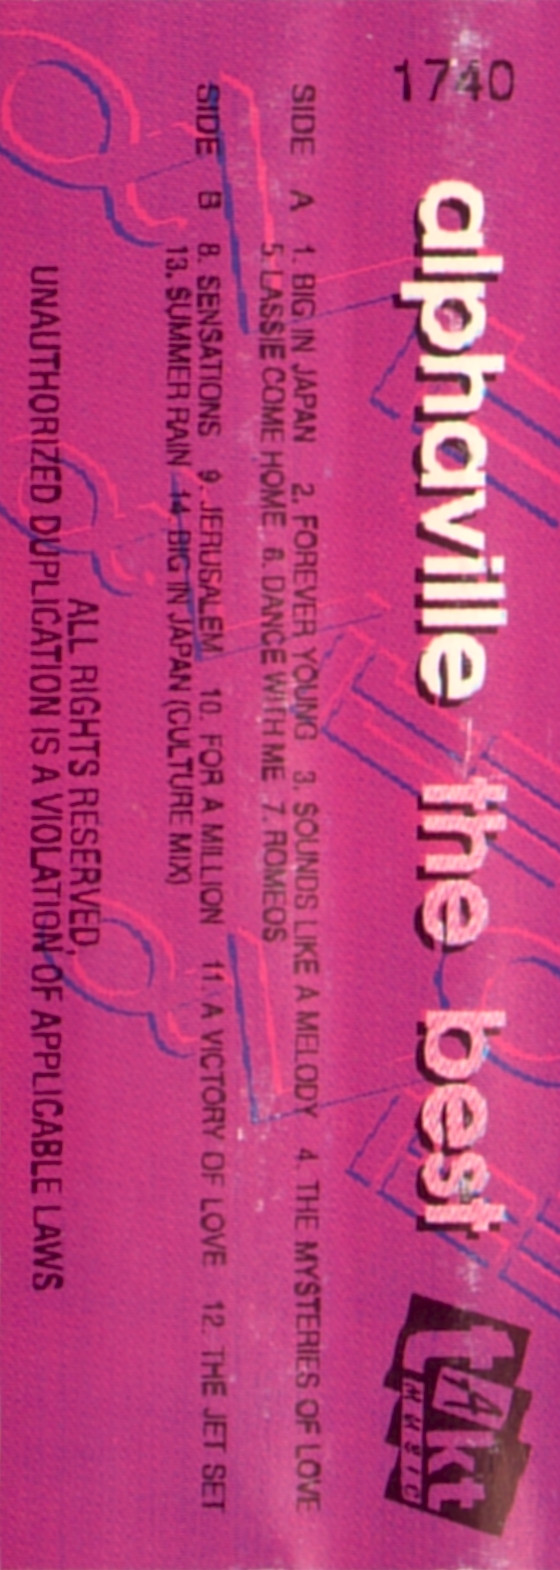 1740
alphaville the best
takt
MUSIC
SIDE A 1. BIG IN JAPAN 2. FOREVER YOUNG 3. SOUNDS LIKE A MELODY 4. THE MYSTERIES OF LOVE
5. LASSIE COME HOME 6. DANCE WITH ME 7. ROMEOS
SIDE B 8. SENSATIONS 9. JERUSALEM 10. FOR A MILLION 11. A VICTORY OF LOVE 12. THE JET SET
13. SUMMER RAIN 14. BIG IN JAPAN (CULTURE MIX)
ALL RIGHTS RESERVED,
UNAUTHORIZED DUPLICATION IS A VIOLATION OF APPLICABLE LAWS